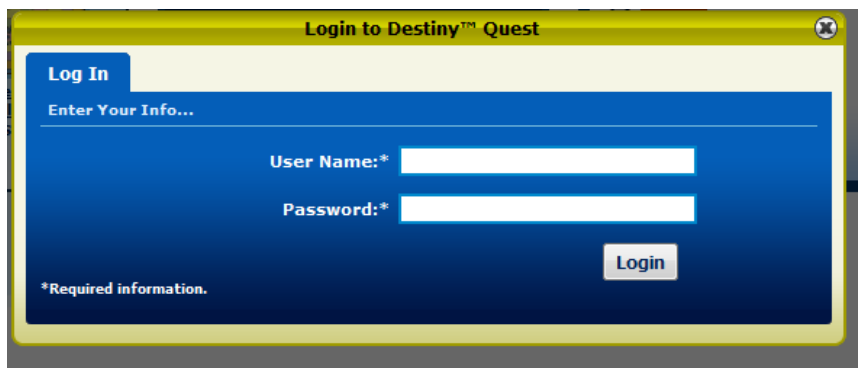 Login to Destiny™ Quest
Log In
Enter Your Info...
User Name:*
Password:*
Login
*Required information.